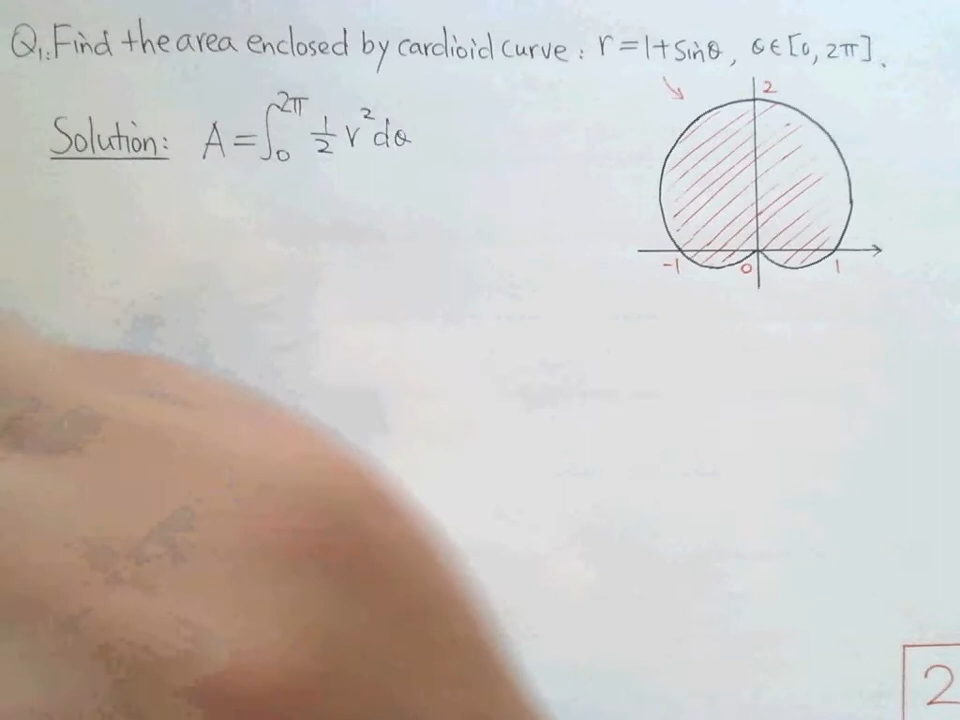 Q1: Find the area enclosed by cardioid curve: r=1+sinθ, θ∈[0, 2π].
Solution: A=∫₀^2π 1/2 r² dθ
2
-1 0 1
2